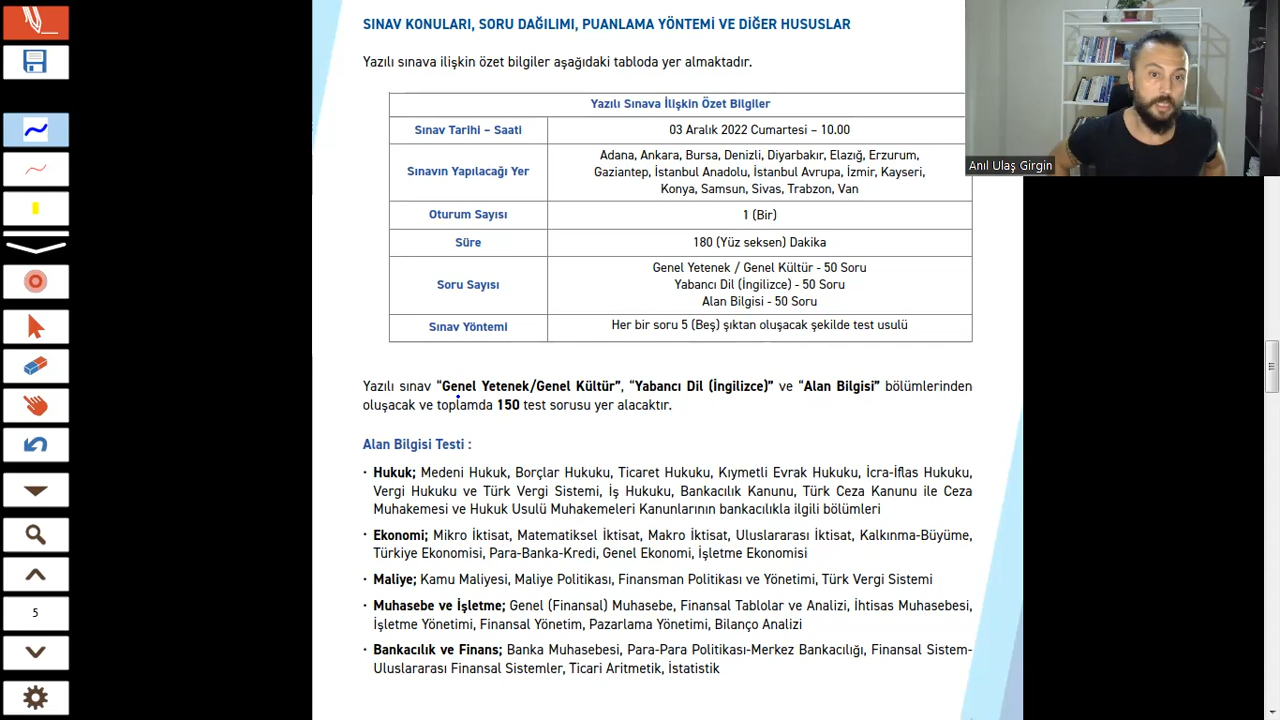 SINAV KONULARI, SORU DAĞILIMI, PUANLAMA YÖNTEMİ VE DİĞER HUSUSLAR
Yazılı sınava ilişkin özet bilgiler aşağıdaki tabloda yer almaktadır.
Yazılı Sınava İlişkin Özet Bilgiler
Sınav Tarihi – Saati
03 Aralık 2022 Cumartesi – 10.00
Sınavın Yapılacağı Yer
Adana, Ankara, Bursa, Denizli, Diyarbakır, Elazığ, Erzurum,
Gaziantep, İstanbul Anadolu, İstanbul Avrupa, İzmir, Kayseri,
Konya, Samsun, Sivas, Trabzon, Van
Oturum Sayısı
1 (Bir)
Süre
180 (Yüz seksen) Dakika
Soru Sayısı
Genel Yetenek / Genel Kültür - 50 Soru
Yabancı Dil (İngilizce) - 50 Soru
Alan Bilgisi - 50 Soru
Sınav Yöntemi
Her bir soru 5 (Beş) şıktan oluşacak şekilde test usulü
Yazılı sınav “Genel Yetenek/Genel Kültür”, “Yabancı Dil (İngilizce)” ve “Alan Bilgisi” bölümlerinden
oluşacak ve toplamda 150 test sorusu yer alacaktır.
Alan Bilgisi Testi :
• Hukuk; Medeni Hukuk, Borçlar Hukuku, Ticaret Hukuku, Kıymetli Evrak Hukuku, İcra-İflas Hukuku,
Vergi Hukuku ve Türk Vergi Sistemi, İş Hukuku, Bankacılık Kanunu, Türk Ceza Kanunu ile Ceza
Muhakemesi ve Hukuk Usulü Muhakemeleri Kanunlarının bankacılıkla ilgili bölümleri
• Ekonomi; Mikro İktisat, Matematiksel İktisat, Makro İktisat, Uluslararası İktisat, Kalkınma-Büyüme,
Türkiye Ekonomisi, Para-Banka-Kredi, Genel Ekonomi, İşletme Ekonomisi
• Maliye; Kamu Maliyesi, Maliye Politikası, Finansman Politikası ve Yönetimi, Türk Vergi Sistemi
• Muhasebe ve İşletme; Genel (Finansal) Muhasebe, Finansal Tablolar ve Analizi, İhtisas Muhasebesi,
İşletme Yönetimi, Finansal Yönetim, Pazarlama Yönetimi, Bilanço Analizi
• Bankacılık ve Finans; Banka Muhasebesi, Para-Para Politikası-Merkez Bankacılığı, Finansal Sistem-
Uluslararası Finansal Sistemler, Ticari Aritmetik, İstatistik
Anıl Ulaş Girgin
5